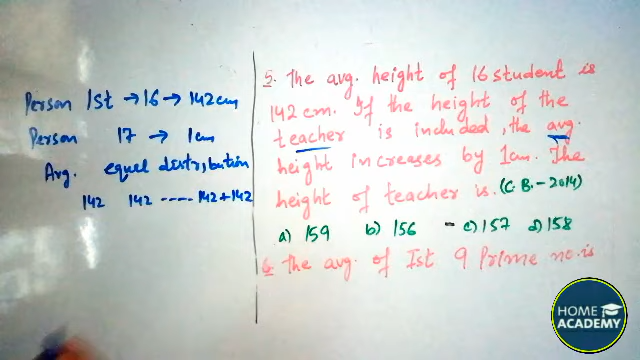 Person 1st → 16 → 142 cm
Person 17 → 1cm
Avg. equal distribution
142 142 ---- 142+142
5. The avg. height of 16 student is
142 cm. If the height of the
teacher is included, the avg.
height increases by 1cm. The
height of teacher is. (C.B.-2014)
a) 159 b) 156 - c) 157 d) 158
6. The avg. of Ist 9 Prime no. is
HOME
ACADEMY